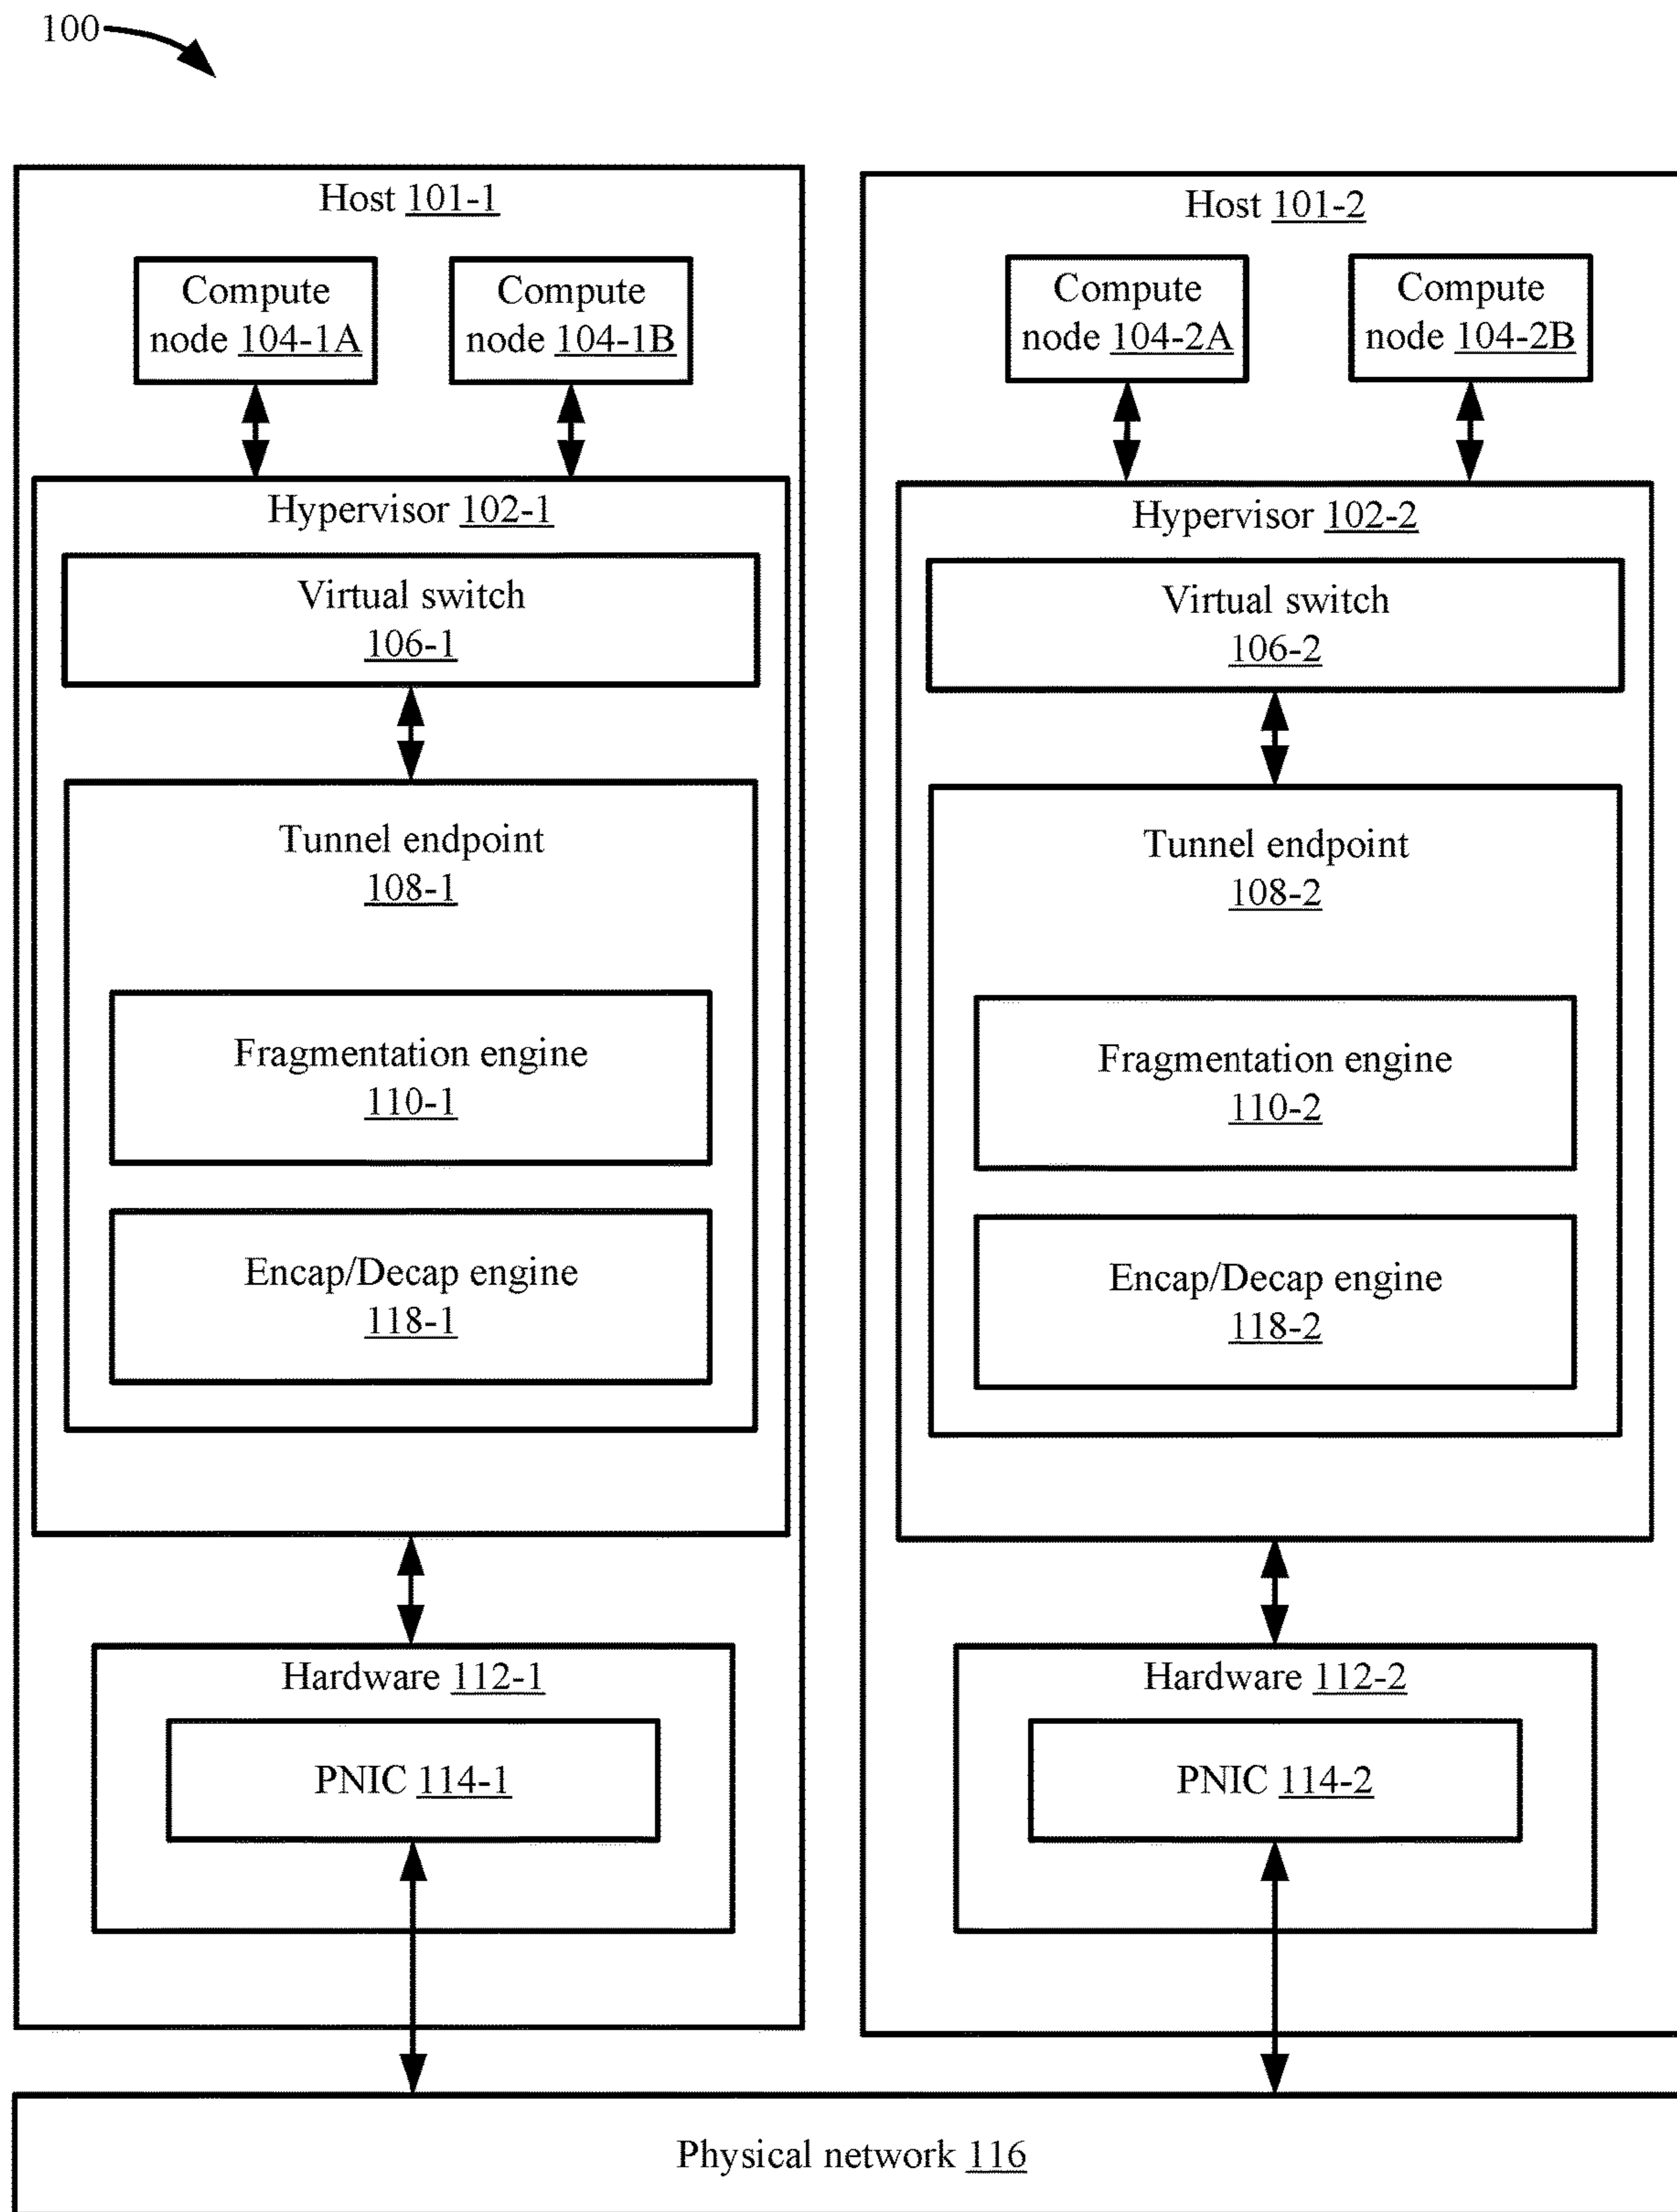 100
Host 101-1
Compute
node 104-1A
Compute
node 104-1B
Hypervisor 102-1
Virtual switch
106-1
Tunnel endpoint
108-1
Fragmentation engine
110-1
Encap/Decap engine
118-1
Hardware 112-1
PNIC 114-1
Host 101-2
Compute
node 104-2A
Compute
node 104-2B
Hypervisor 102-2
Virtual switch
106-2
Tunnel endpoint
108-2
Fragmentation engine
110-2
Encap/Decap engine
118-2
Hardware 112-2
PNIC 114-2
Physical network 116